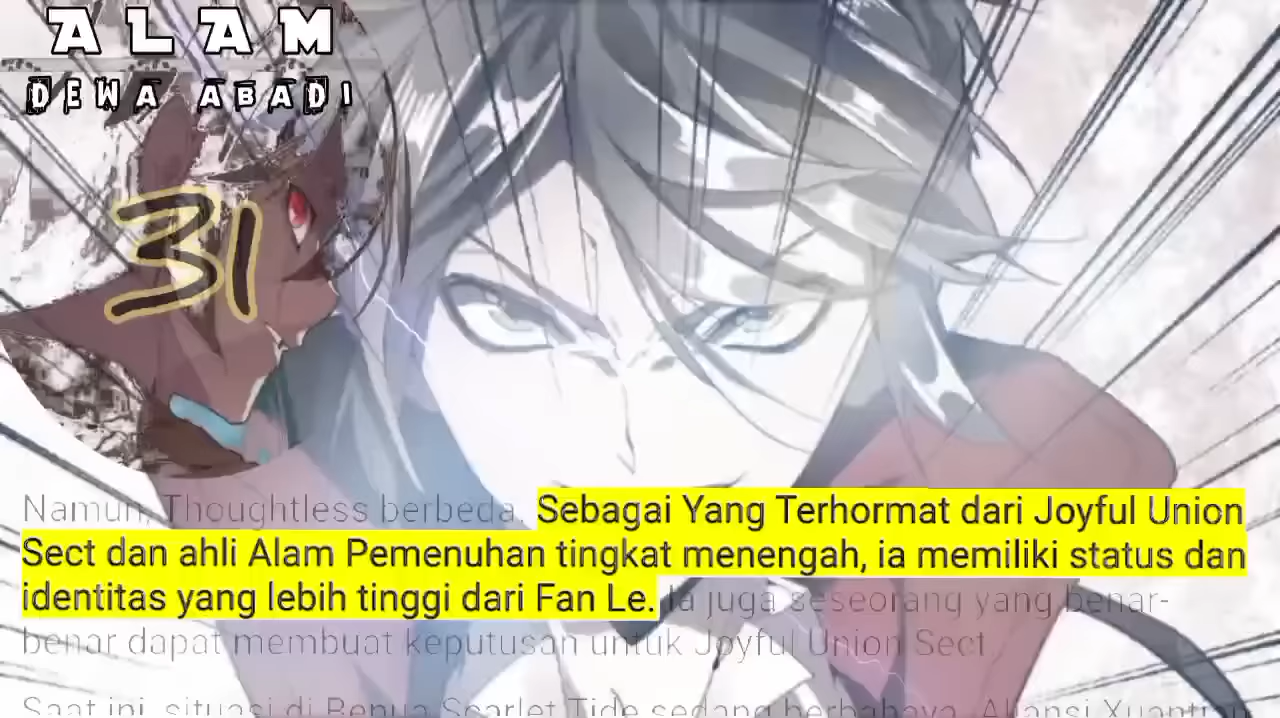 ALAM
DEWA ABADI
31
Namun, Thoughtless berbeda. Sebagai Yang Terhormat dari Joyful Union
Sect dan ahli Alam Pemenuhan tingkat menengah, ia memiliki status dan
identitas yang lebih tinggi dari Fan Le. Ia juga seseorang yang benar-
benar dapat membuat keputusan untuk Joyful Union Sect
Saat ini, situasi di Benua Scarlet Tide sedang berbahaya. Aliansi